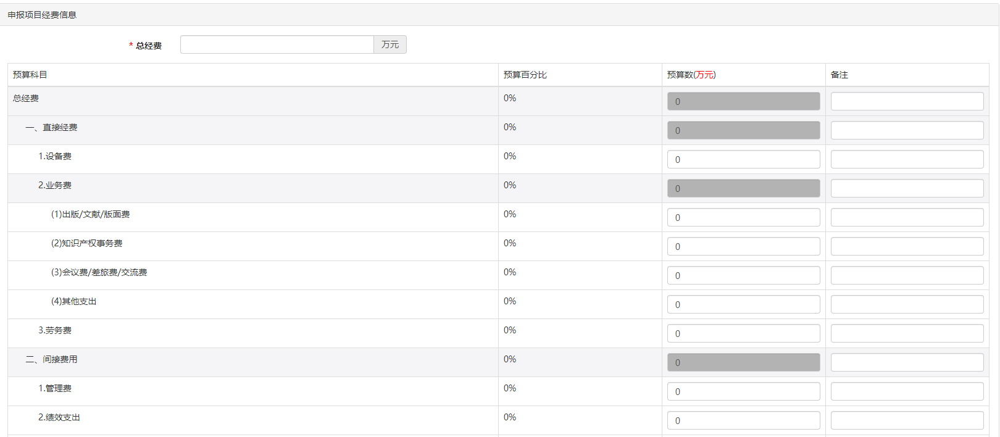 申报项目经费信息
* 总经费 万元
预算科目 预算百分比 预算数(万元) 备注
总经费 0% 0
一、直接经费 0% 0
1.设备费 0% 0
2.业务费 0% 0
(1)出版/文献/版面费 0% 0
(2)知识产权事务费 0% 0
(3)会议费/差旅费/交流费 0% 0
(4)其他支出 0% 0
3.劳务费 0% 0
二、间接费用 0% 0
1.管理费 0% 0
2.绩效支出 0% 0